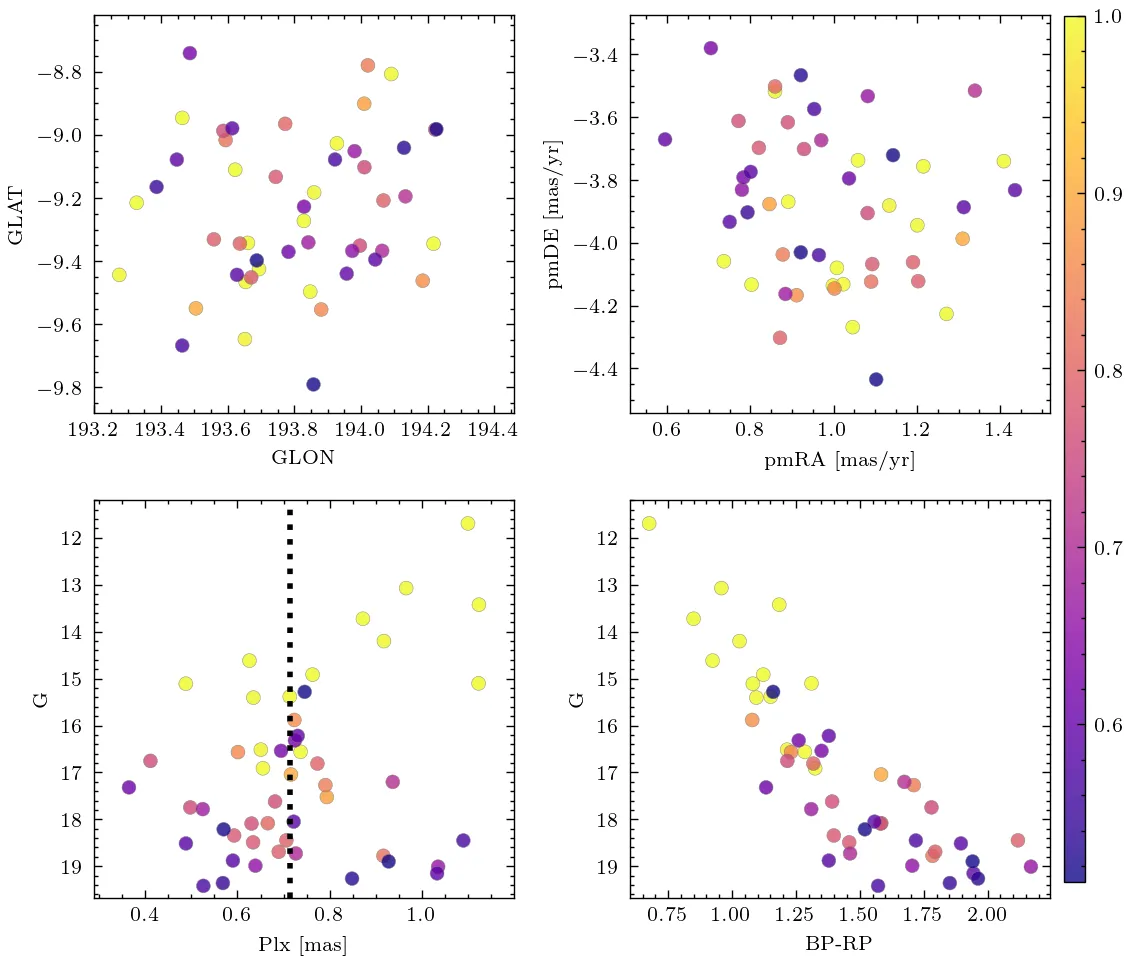 −8.8
−9.0
−9.2
−9.4
−9.6
−9.8
GLAT
193.2 193.4 193.6 193.8 194.0 194.2 194.4
GLON
−3.4
−3.6
−3.8
−4.0
−4.2
−4.4
pmDE [mas/yr]
0.6 0.8 1.0 1.2 1.4
pmRA [mas/yr]
1.0
0.9
0.8
0.7
0.6
12
13
14
15
16
17
18
19
G
0.4 0.6 0.8 1.0
Plx [mas]
12
13
14
15
16
17
18
19
G
0.75 1.00 1.25 1.50 1.75 2.00
BP-RP